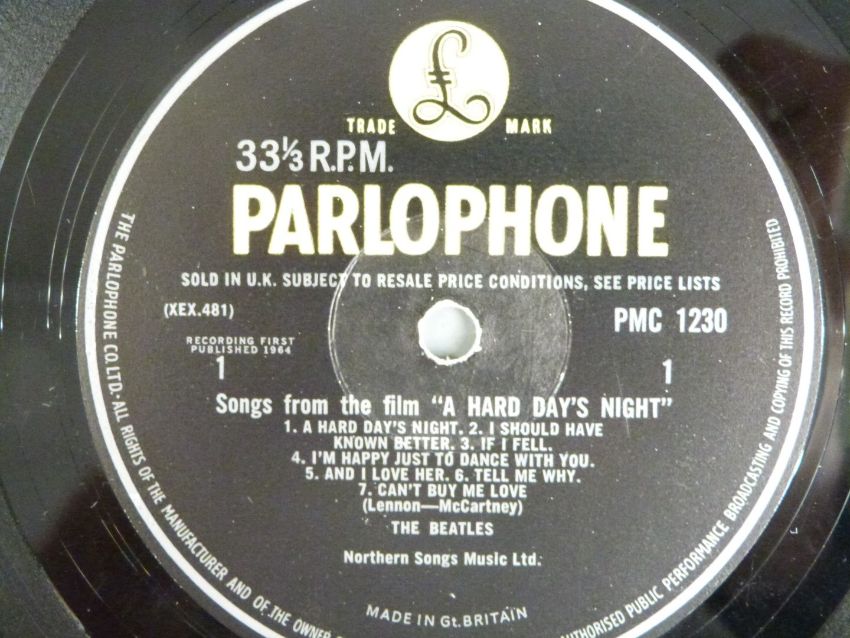 £
TRADE MARK
33⅓ R.P.M.
PARLOPHONE
SOLD IN U.K. SUBJECT TO RESALE PRICE CONDITIONS, SEE PRICE LISTS
(XEX.481)
PMC 1230
RECORDING FIRST
PUBLISHED 1964
1
1
Songs from the film "A HARD DAY'S NIGHT"
1. A HARD DAY'S NIGHT. 2. I SHOULD HAVE
KNOWN BETTER. 3. IF I FELL.
4. I'M HAPPY JUST TO DANCE WITH YOU.
5. AND I LOVE HER. 6. TELL ME WHY.
7. CAN'T BUY ME LOVE
(Lennon—McCartney)
THE BEATLES
Northern Songs Music Ltd.
MADE IN Gt. BRITAIN
THE PARLOPHONE CO. LTD. · ALL RIGHTS OF THE MANUFACTURER AND OF THE OWNER
AUTHORISED PUBLIC PERFORMANCE BROADCASTING AND COPYING OF THIS RECORD PROHIBITED